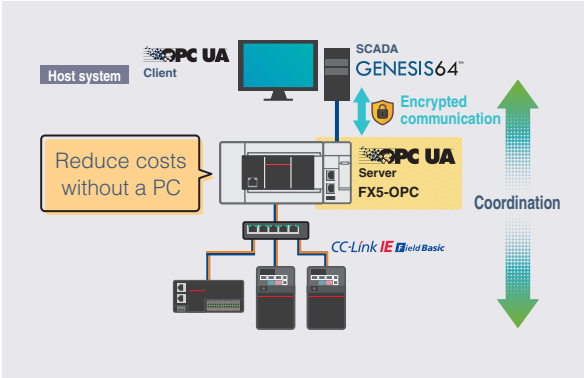 OPC UA
Client
Host system
SCADA
GENESIS64™
Encrypted
communication
Reduce costs
without a PC
OPC UA
Server
FX5-OPC
Coordination
CC-Link IE Field Basic